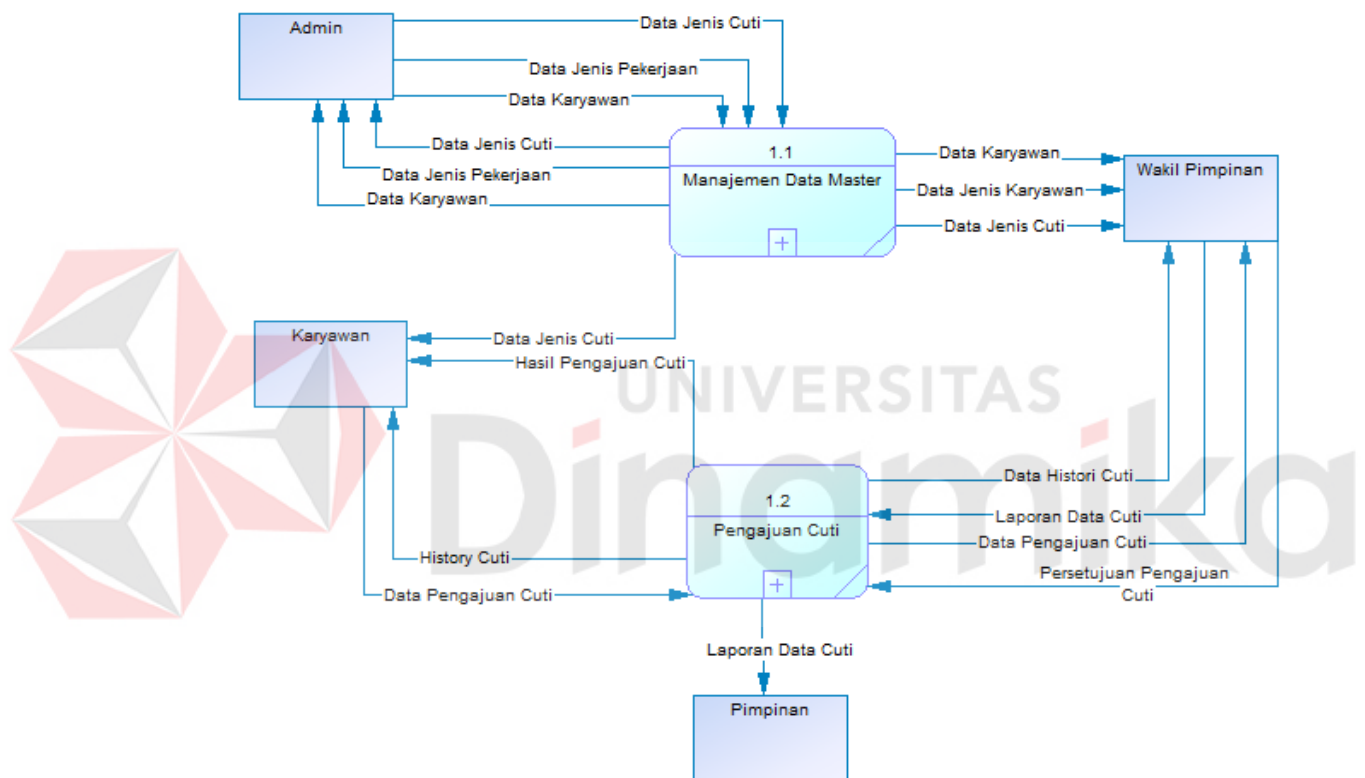 Admin
Data Jenis Cuti
Data Jenis Pekerjaan
Data Karyawan
Data Jenis Cuti
Data Jenis Pekerjaan
Data Karyawan
1.1
Manajemen Data Master
Data Karyawan
Data Jenis Karyawan
Data Jenis Cuti
Wakil Pimpinan
Karyawan
Data Jenis Cuti
Hasil Pengajuan Cuti
UNIVERSITAS
Dinamika
1.2
Pengajuan Cuti
Data Histori Cuti
Laporan Data Cuti
Data Pengajuan Cuti
Persetujuan Pengajuan
Cuti
History Cuti
Data Pengajuan Cuti
Laporan Data Cuti
Pimpinan